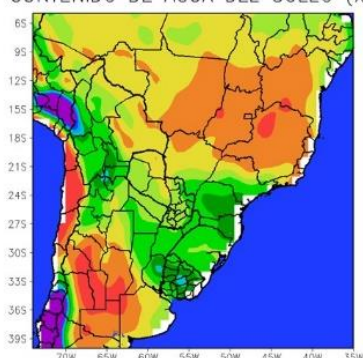 CONTENIDO DE AGUA DEL SUELO
6S
9S
12S
15S
18S
21S
24S
27S
30S
33S
36S
39S
70W 65W 60W 55W 50W 45W 40W 35W